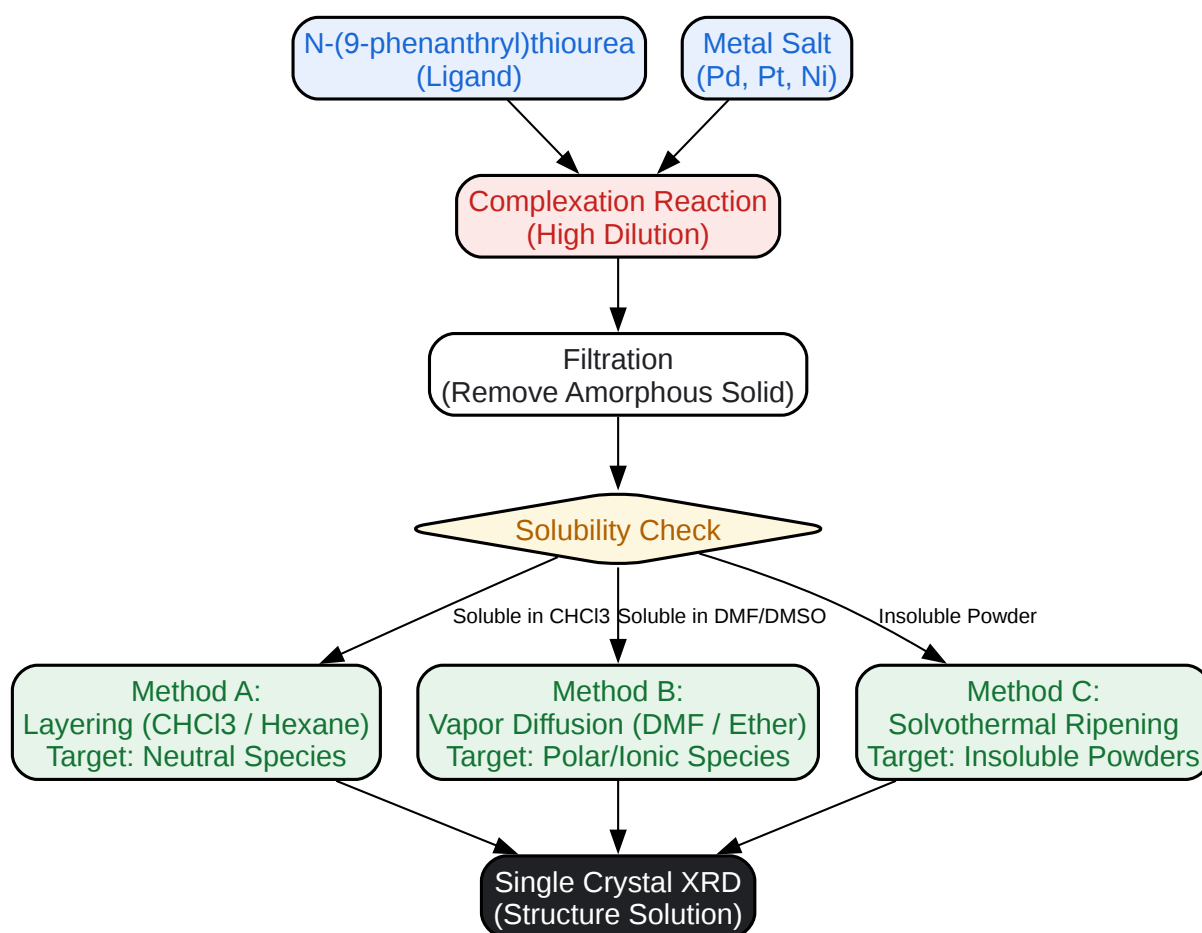 N-(9-phenanthryl)thiourea
(Ligand)
Metal Salt
(Pd, Pt, Ni)
Complexation Reaction
(High Dilution)
Filtration
(Remove Amorphous Solid)
Solubility Check
Soluble in CHCl3
Soluble in DMF/DMSO
Insoluble Powder
Method A:
Layering (CHCl3 / Hexane)
Target: Neutral Species
Method B:
Vapor Diffusion (DMF / Ether)
Target: Polar/Ionic Species
Method C:
Solvothermal Ripening
Target: Insoluble Powders
Single Crystal XRD
(Structure Solution)